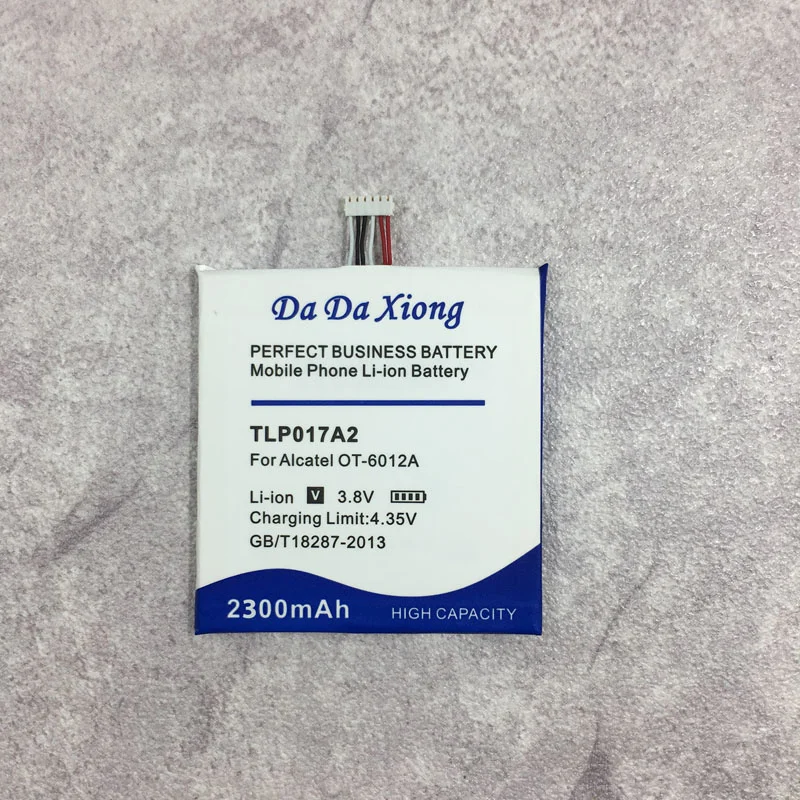 Da Da Xiong
PERFECT BUSINESS BATTERY
Mobile Phone Li-ion Battery
TLP017A2
For Alcatel OT-6012A
Li-ion V 3.8V
Charging Limit:4.35V
GB/T18287-2013
2300mAh HIGH CAPACITY